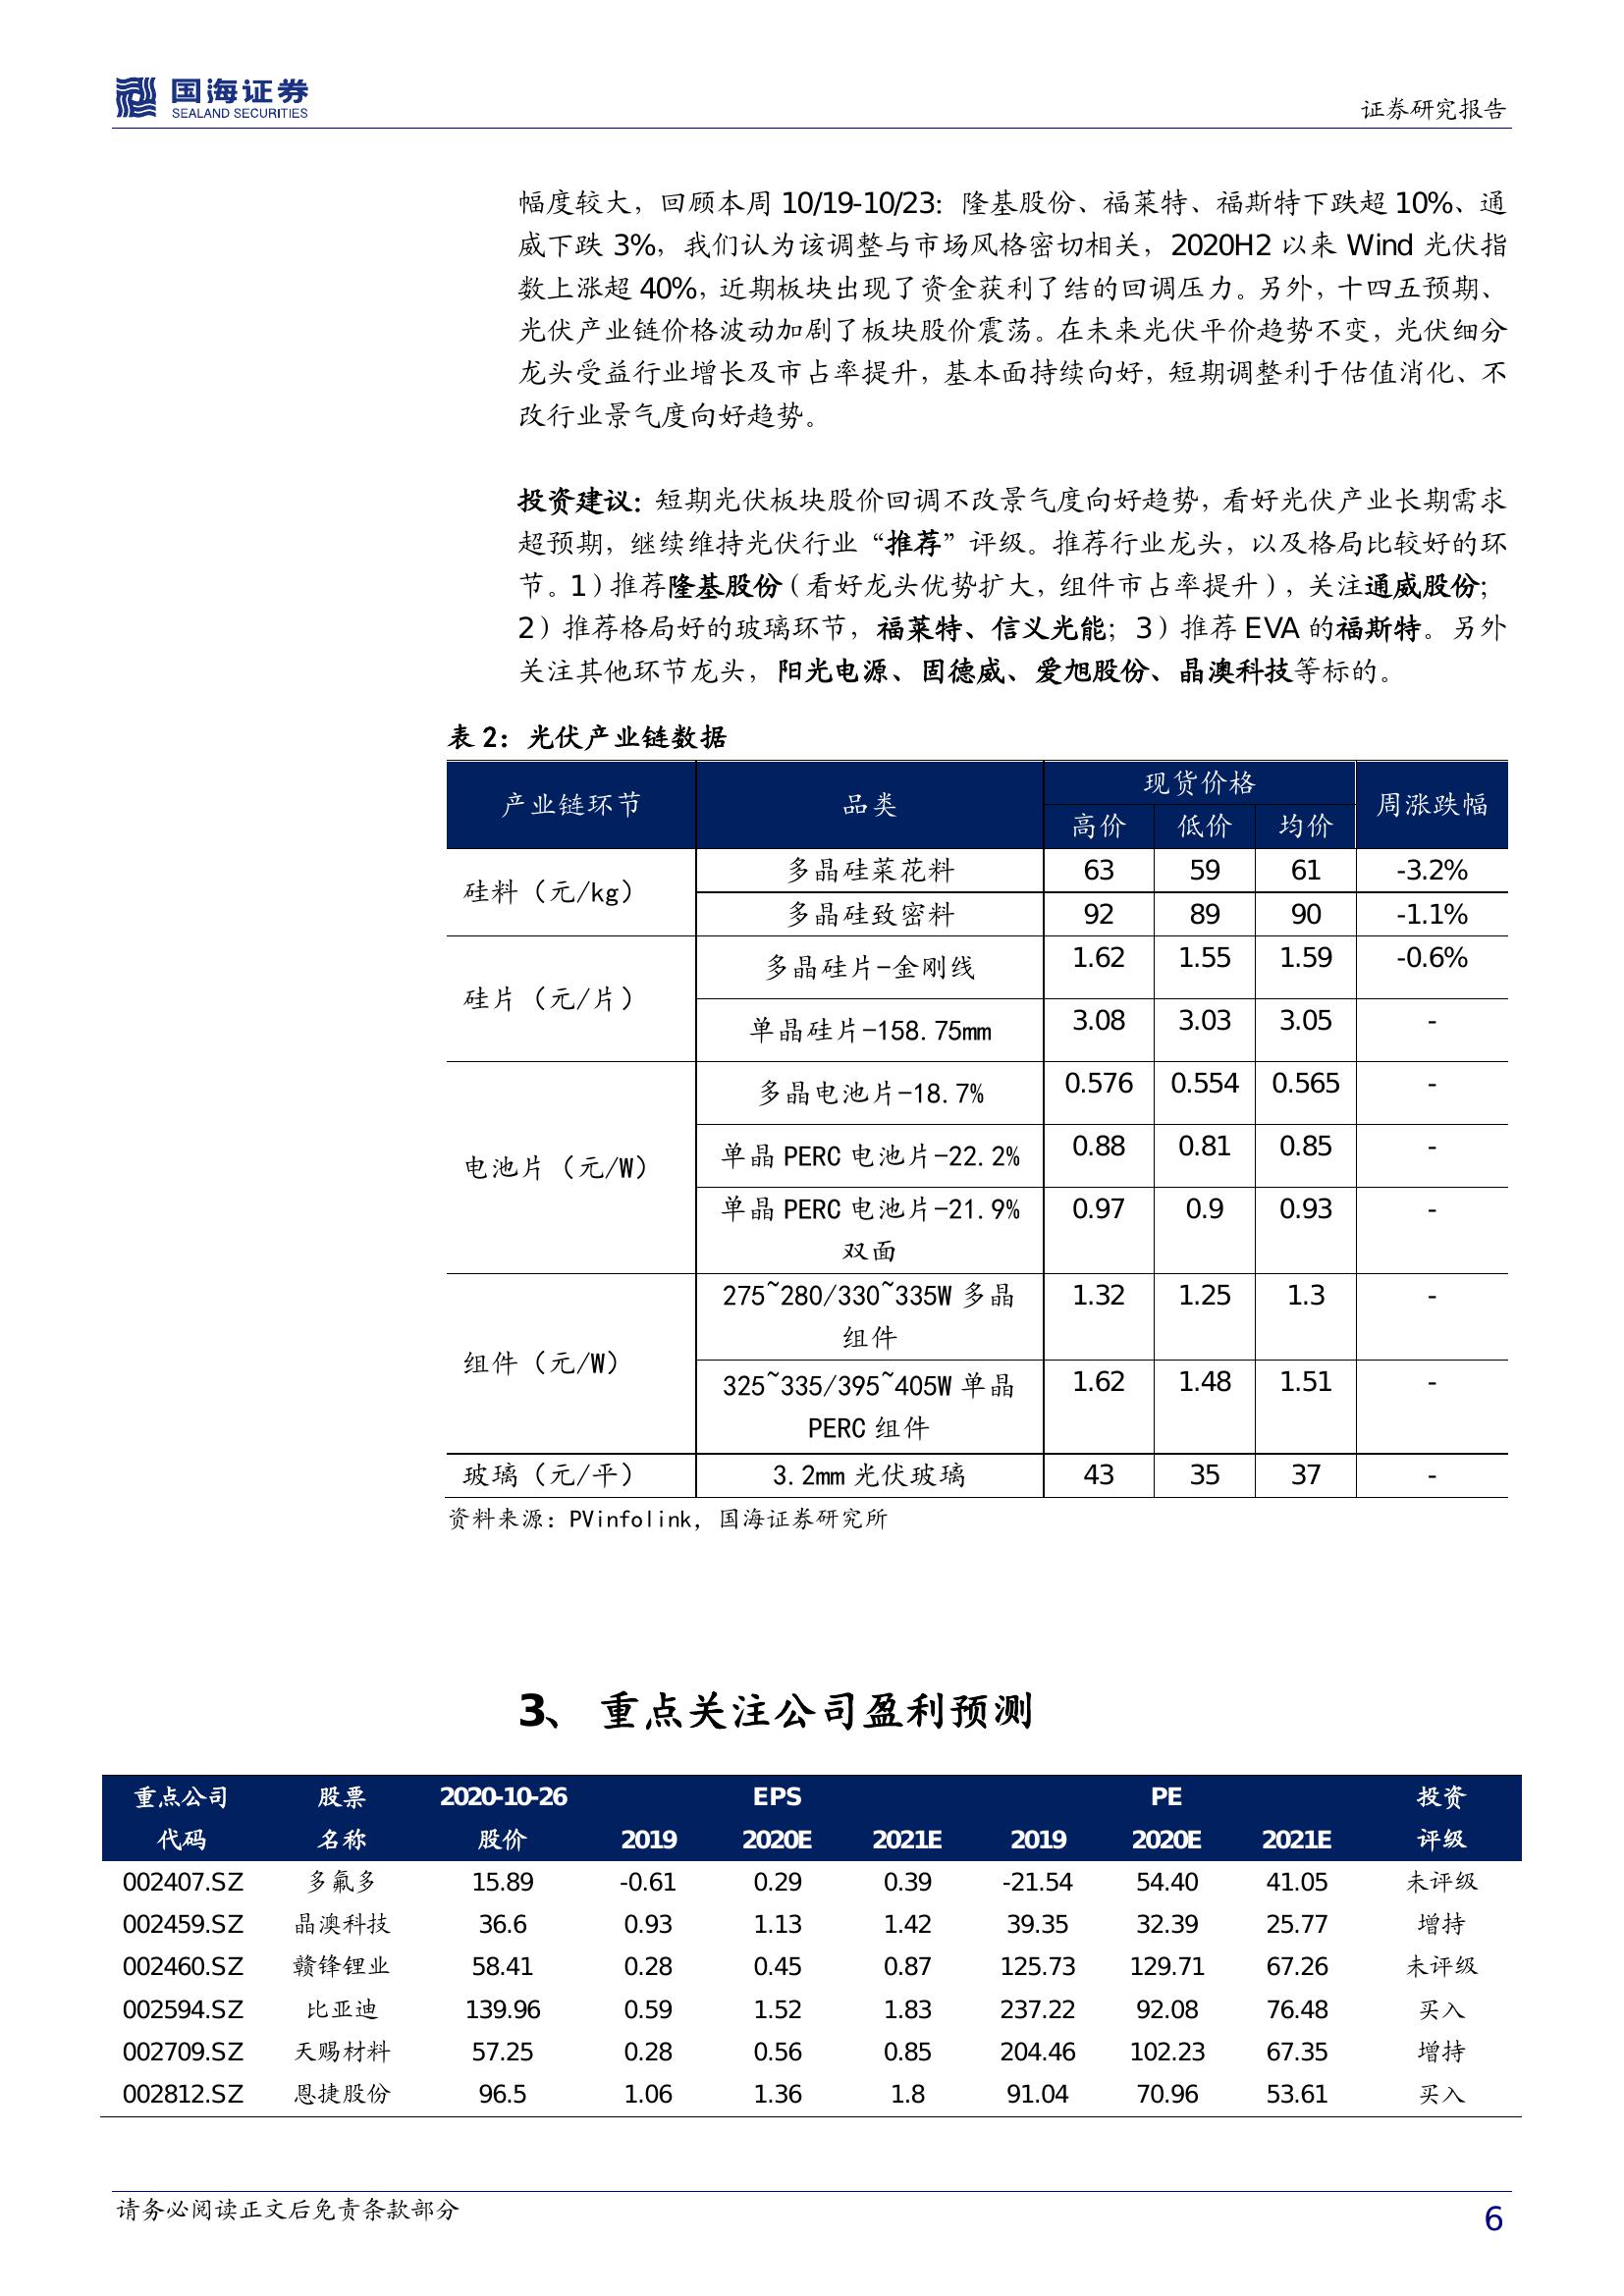 国海证券
SEALAND SECURITIES
证券研究报告
幅度较大，回顾本周 10/19-10/23：隆基股份、福莱特、福斯特下跌超 10%、通
威下跌 3%，我们认为该调整与市场风格密切相关，2020H2 以来 Wind 光伏指
数上涨超 40%，近期板块出现了资金获利了结的回调压力。另外，十四五预期、
光伏产业链价格波动加剧了板块股价震荡。在未来光伏平价趋势不变，光伏细分
龙头受益行业增长及市占率提升，基本面持续向好，短期调整利于估值消化、不
改行业景气度向好趋势。
投资建议：短期光伏板块股价回调不改景气度向好趋势，看好光伏产业长期需求
超预期，继续维持光伏行业“推荐”评级。推荐行业龙头，以及格局比较好的环
节。1）推荐隆基股份（看好龙头优势扩大，组件市占率提升），关注通威股份；
2）推荐格局好的玻璃环节，福莱特、信义光能；3）推荐 EVA 的福斯特。另外
关注其他环节龙头，阳光电源、固德威、爱旭股份、晶澳科技等标的。
表 2：光伏产业链数据
产业链环节 品类 现货价格 周涨跌幅
高价 低价 均价
硅料（元/kg） 多晶硅菜花料 63 59 61 -3.2%
多晶硅致密料 92 89 90 -1.1%
硅片（元/片） 多晶硅片-金刚线 1.62 1.55 1.59 -0.6%
单晶硅片-158.75mm 3.08 3.03 3.05 -
电池片（元/W） 多晶电池片-18.7% 0.576 0.554 0.565 -
单晶 PERC 电池片-22.2% 0.88 0.81 0.85 -
单晶 PERC 电池片-21.9% 0.97 0.9 0.93 -
双面
组件（元/W） 275~280/330~335W 多晶 1.32 1.25 1.3 -
组件
325~335/395~405W 单晶 1.62 1.48 1.51 -
PERC 组件
玻璃（元/平） 3.2mm 光伏玻璃 43 35 37 -
资料来源：PVinfolink，国海证券研究所
3、 重点关注公司盈利预测
重点公司 股票 2020-10-26 EPS PE 投资
代码 名称 股价 2019 2020E 2021E 2019 2020E 2021E 评级
002407.SZ 多氟多 15.89 -0.61 0.29 0.39 -21.54 54.40 41.05 未评级
002459.SZ 晶澳科技 36.6 0.93 1.13 1.42 39.35 32.39 25.77 增持
002460.SZ 赣锋锂业 58.41 0.28 0.45 0.87 125.73 129.71 67.26 未评级
002594.SZ 比亚迪 139.96 0.59 1.52 1.83 237.22 92.08 76.48 买入
002709.SZ 天赐材料 57.25 0.28 0.56 0.85 204.46 102.23 67.35 增持
002812.SZ 恩捷股份 96.5 1.06 1.36 1.8 91.04 70.96 53.61 买入
请务必阅读正文后免责条款部分
6